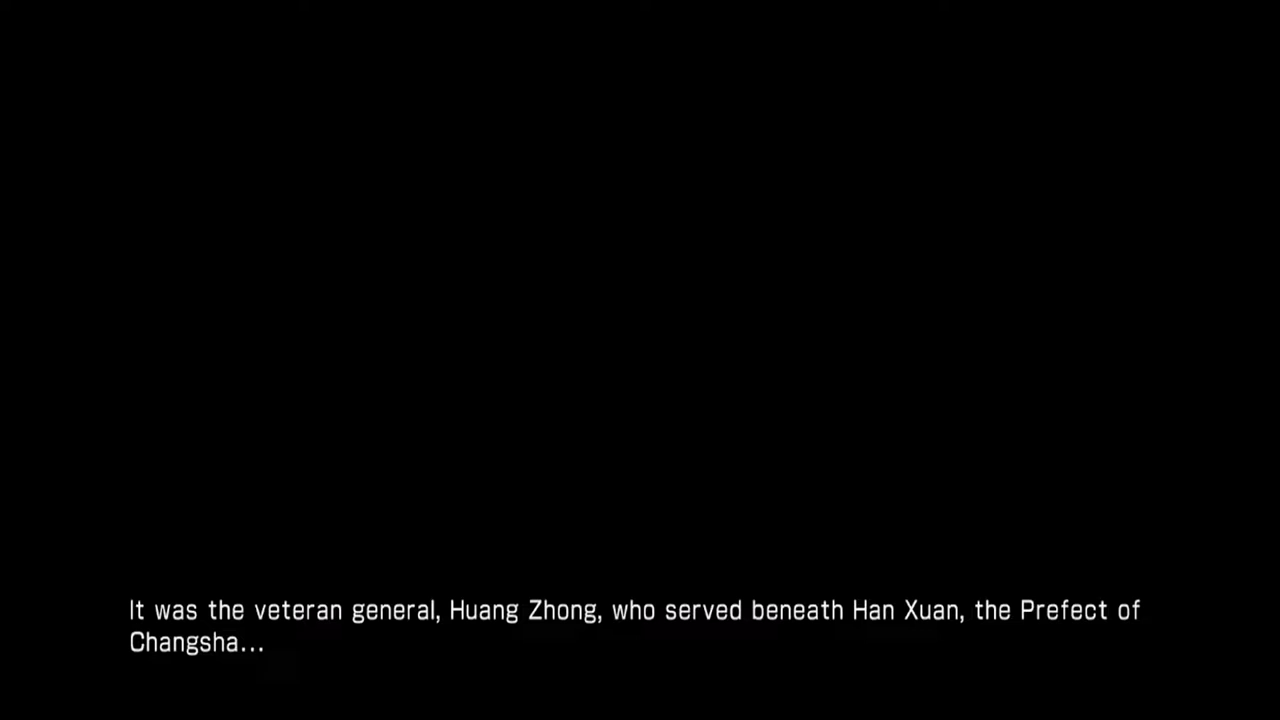 It was the veteran general, Huang Zhong, who served beneath Han Xuan, the Prefect of
Changsha...